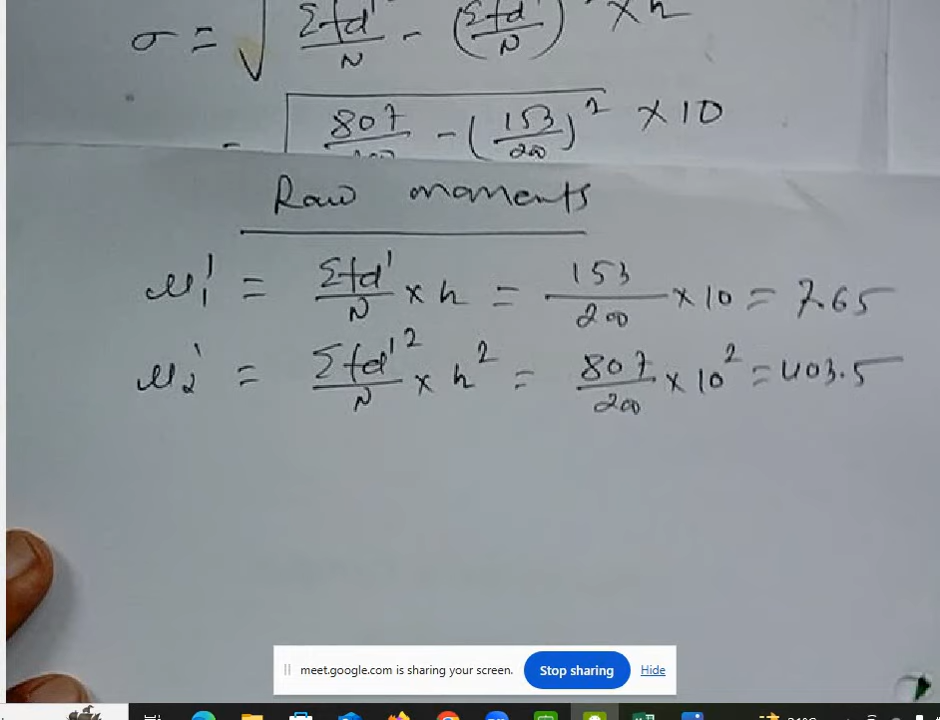 σ = √ Σfd'/N - (Σfd'/N) × h
= √ 807/200 - (153/200)² × 10
Raw moments
μ₁' = Σfd'/N × h = 153/200 × 10 = 7.65
μ₂' = Σfd'²/N × h² = 807/200 × 10² = 403.5
meet.google.com is sharing your screen. Stop sharing Hide